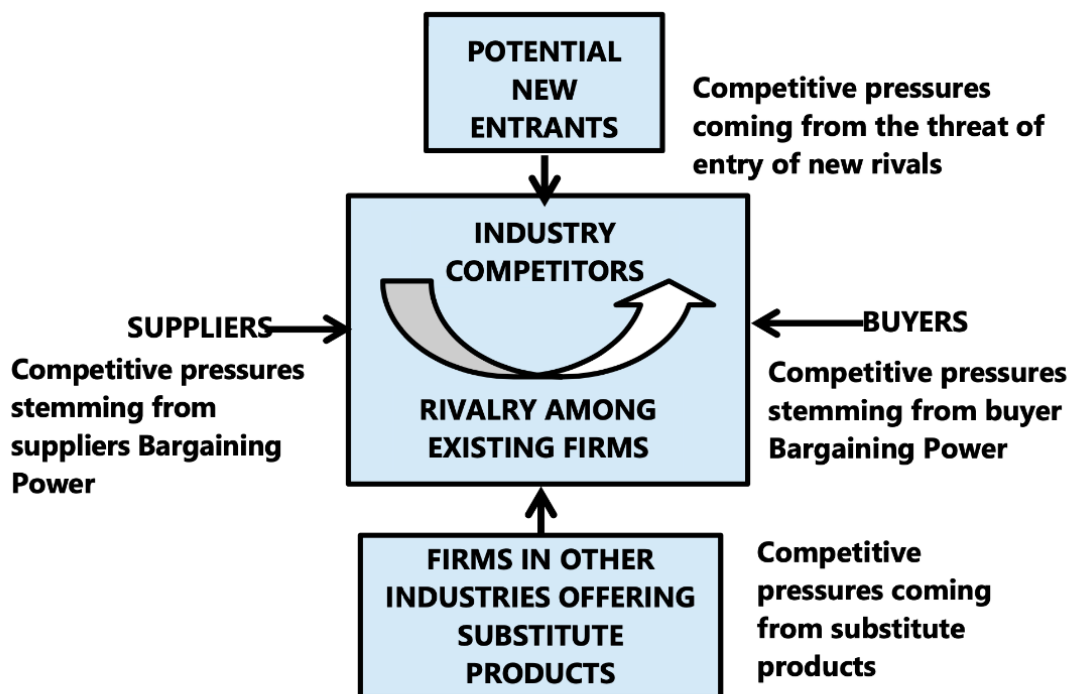 POTENTIAL
NEW
ENTRANTS
Competitive pressures
coming from the threat of
entry of new rivals
INDUSTRY
COMPETITORS
SUPPLIERS
Competitive pressures
stemming from
suppliers Bargaining
Power
BUYERS
Competitive pressures
stemming from buyer
Bargaining Power
RIVALRY AMONG
EXISTING FIRMS
FIRMS IN OTHER
INDUSTRIES OFFERING
SUBSTITUTE
PRODUCTS
Competitive
pressures coming
from substitute
products